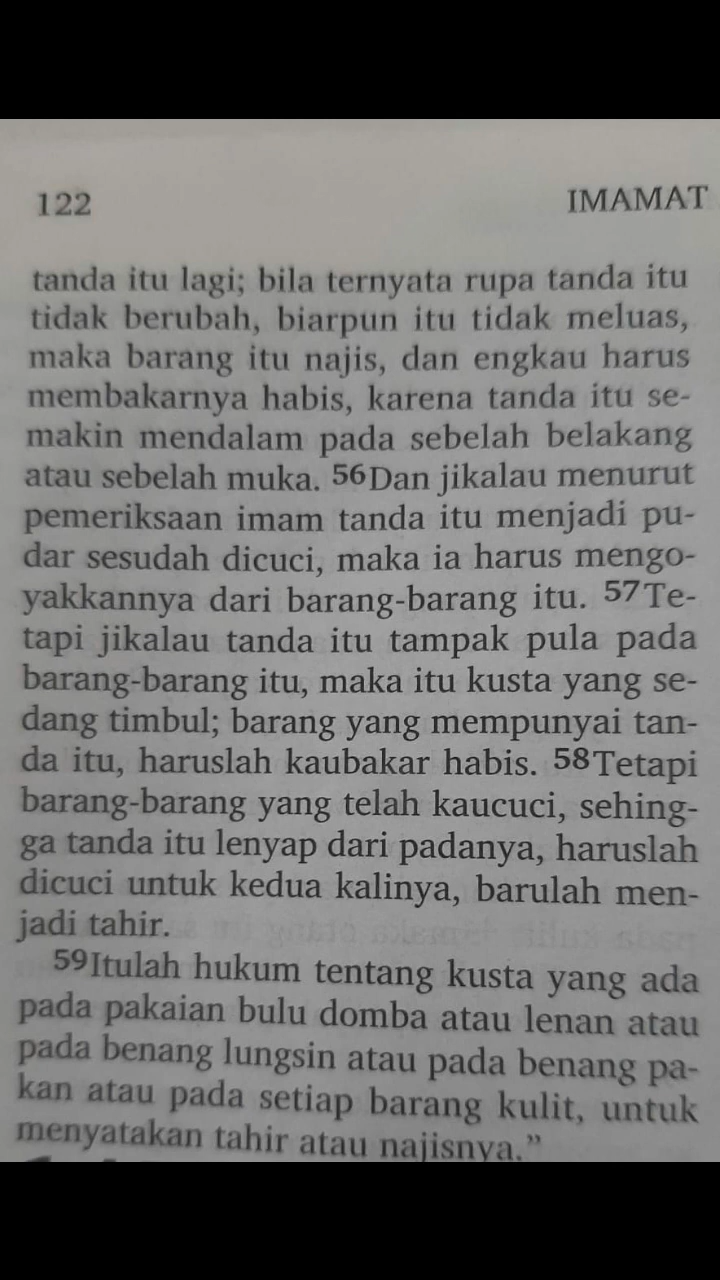 122 IMAMAT
tanda itu lagi; bila ternyata rupa tanda itu
tidak berubah, biarpun itu tidak meluas,
maka barang itu najis, dan engkau harus
membakarnya habis, karena tanda itu se-
makin mendalam pada sebelah belakang
atau sebelah muka. 56Dan jikalau menurut
pemeriksaan imam tanda itu menjadi pu-
dar sesudah dicuci, maka ia harus mengo-
yakkannya dari barang-barang itu. 57Te-
tapi jikalau tanda itu tampak pula pada
barang-barang itu, maka itu kusta yang se-
dang timbul; barang yang mempunyai tan-
da itu, haruslah kaubakar habis. 58Tetapi
barang-barang yang telah kaucuci, sehing-
ga tanda itu lenyap dari padanya, haruslah
dicuci untuk kedua kalinya, barulah men-
jadi tahir.
59Itulah hukum tentang kusta yang ada
pada pakaian bulu domba atau lenan atau
pada benang lungsin atau pada benang pa-
kan atau pada setiap barang kulit, untuk
menyatakan tahir atau najisnya.”